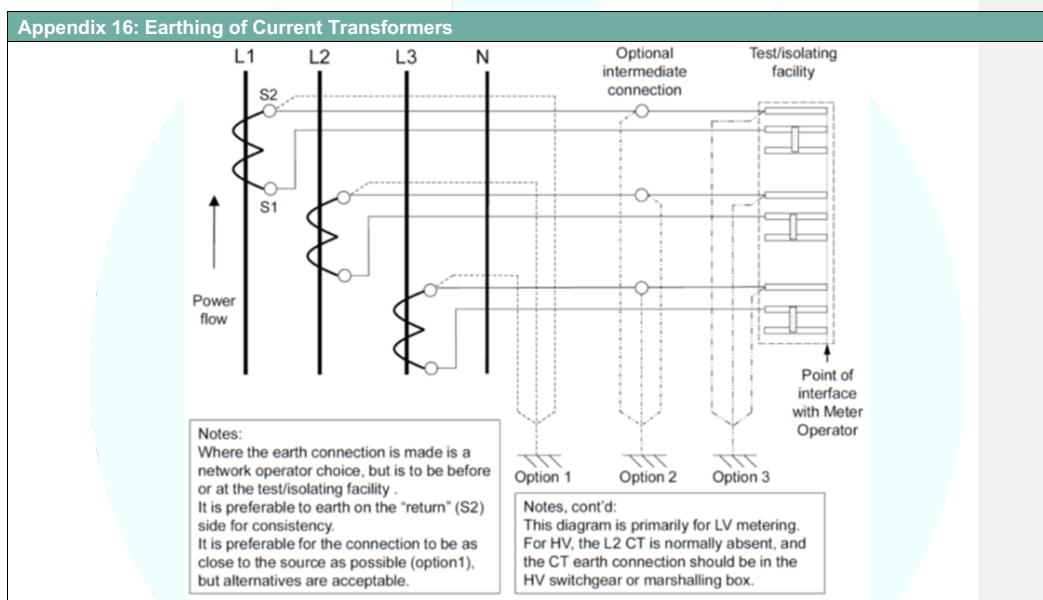 Appendix 16: Earthing of Current Transformers
L1
L2
L3
N
Optional
intermediate
connection
Test/isolating
facility
S2
S1
Power
flow
Point of
interface
with Meter
Operator
Option 1
Option 2
Option 3
Notes:
Where the earth connection is made is a
network operator choice, but is to be before
or at the test/isolating facility .
It is preferable to earth on the “return” (S2)
side for consistency.
It is preferable for the connection to be as
close to the source as possible (option1),
but alternatives are acceptable.
Notes, cont’d:
This diagram is primarily for LV metering.
For HV, the L2 CT is normally absent, and
the CT earth connection should be in the
HV switchgear or marshalling box.